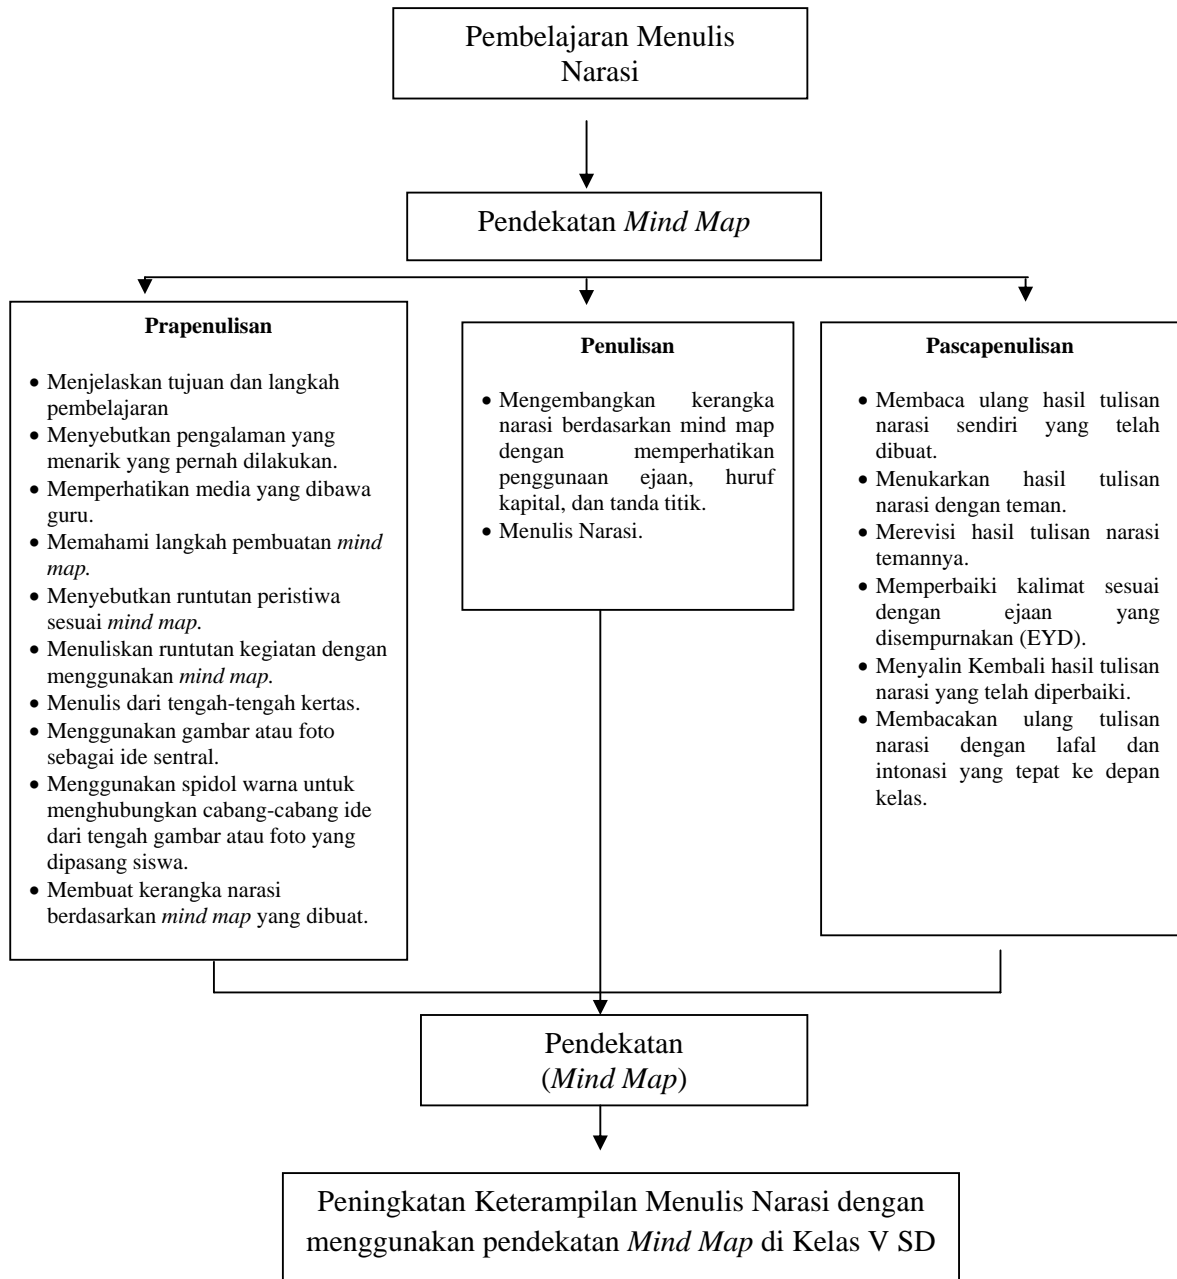 Pembelajaran Menulis
Narasi
Pendekatan Mind Map
Prapenulisan
• Menjelaskan tujuan dan langkah
pembelajaran
• Menyebutkan pengalaman yang
menarik yang pernah dilakukan.
• Memperhatikan media yang dibawa
guru.
• Memahami langkah pembuatan mind
map.
• Menyebutkan runtutan peristiwa
sesuai mind map.
• Menuliskan runtutan kegiatan dengan
menggunakan mind map.
• Menulis dari tengah-tengah kertas.
• Menggunakan gambar atau foto
sebagai ide sentral.
• Menggunakan spidol warna untuk
menghubungkan cabang-cabang ide
dari tengah gambar atau foto yang
dipasang siswa.
• Membuat kerangka narasi
berdasarkan mind map yang dibuat.
Penulisan
• Mengembangkan kerangka
narasi berdasarkan mind map
dengan memperhatikan
penggunaan ejaan, huruf
kapital, dan tanda titik.
• Menulis Narasi.
Pascapenulisan
• Membaca ulang hasil tulisan
narasi sendiri yang telah
dibuat.
• Menukarkan hasil tulisan
narasi dengan teman.
• Merevisi hasil tulisan narasi
temannya.
• Memperbaiki kalimat sesuai
dengan ejaan yang
disempurnakan (EYD).
• Menyalin Kembali hasil tulisan
narasi yang telah diperbaiki.
• Membacakan ulang tulisan
narasi dengan lafal dan
intonasi yang tepat ke depan
kelas.
Pendekatan
(Mind Map)
Peningkatan Keterampilan Menulis Narasi dengan
menggunakan pendekatan Mind Map di Kelas V SD